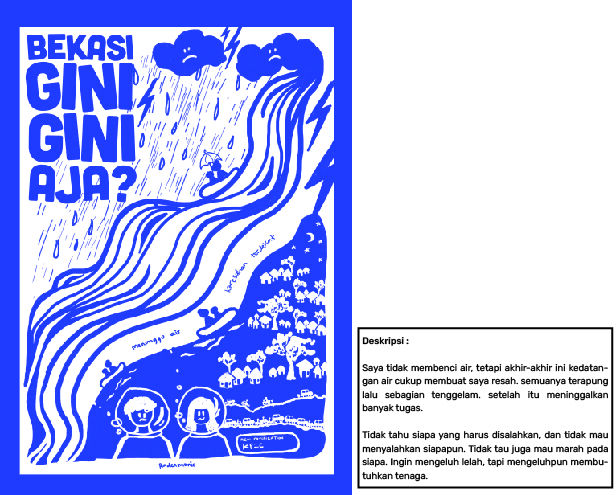 BEKASI
GINI
GINI
AJA?
menunggu air
Deskripsi :
Saya tidak membenci air, tetapi akhir-akhir ini kedatan-
gan air cukup membuat saya resah. semuanya terapung
lalu sebagian tenggelam. setelah itu meninggalkan
banyak tugas.
Tidak tahu siapa yang harus disalahkan, dan tidak mau
menyalahkan siapapun. Tidak tau juga mau marah pada
siapa. Ingin mengeluh lelah, tapi mengeluhpun membu-
tuhkan tenaga.